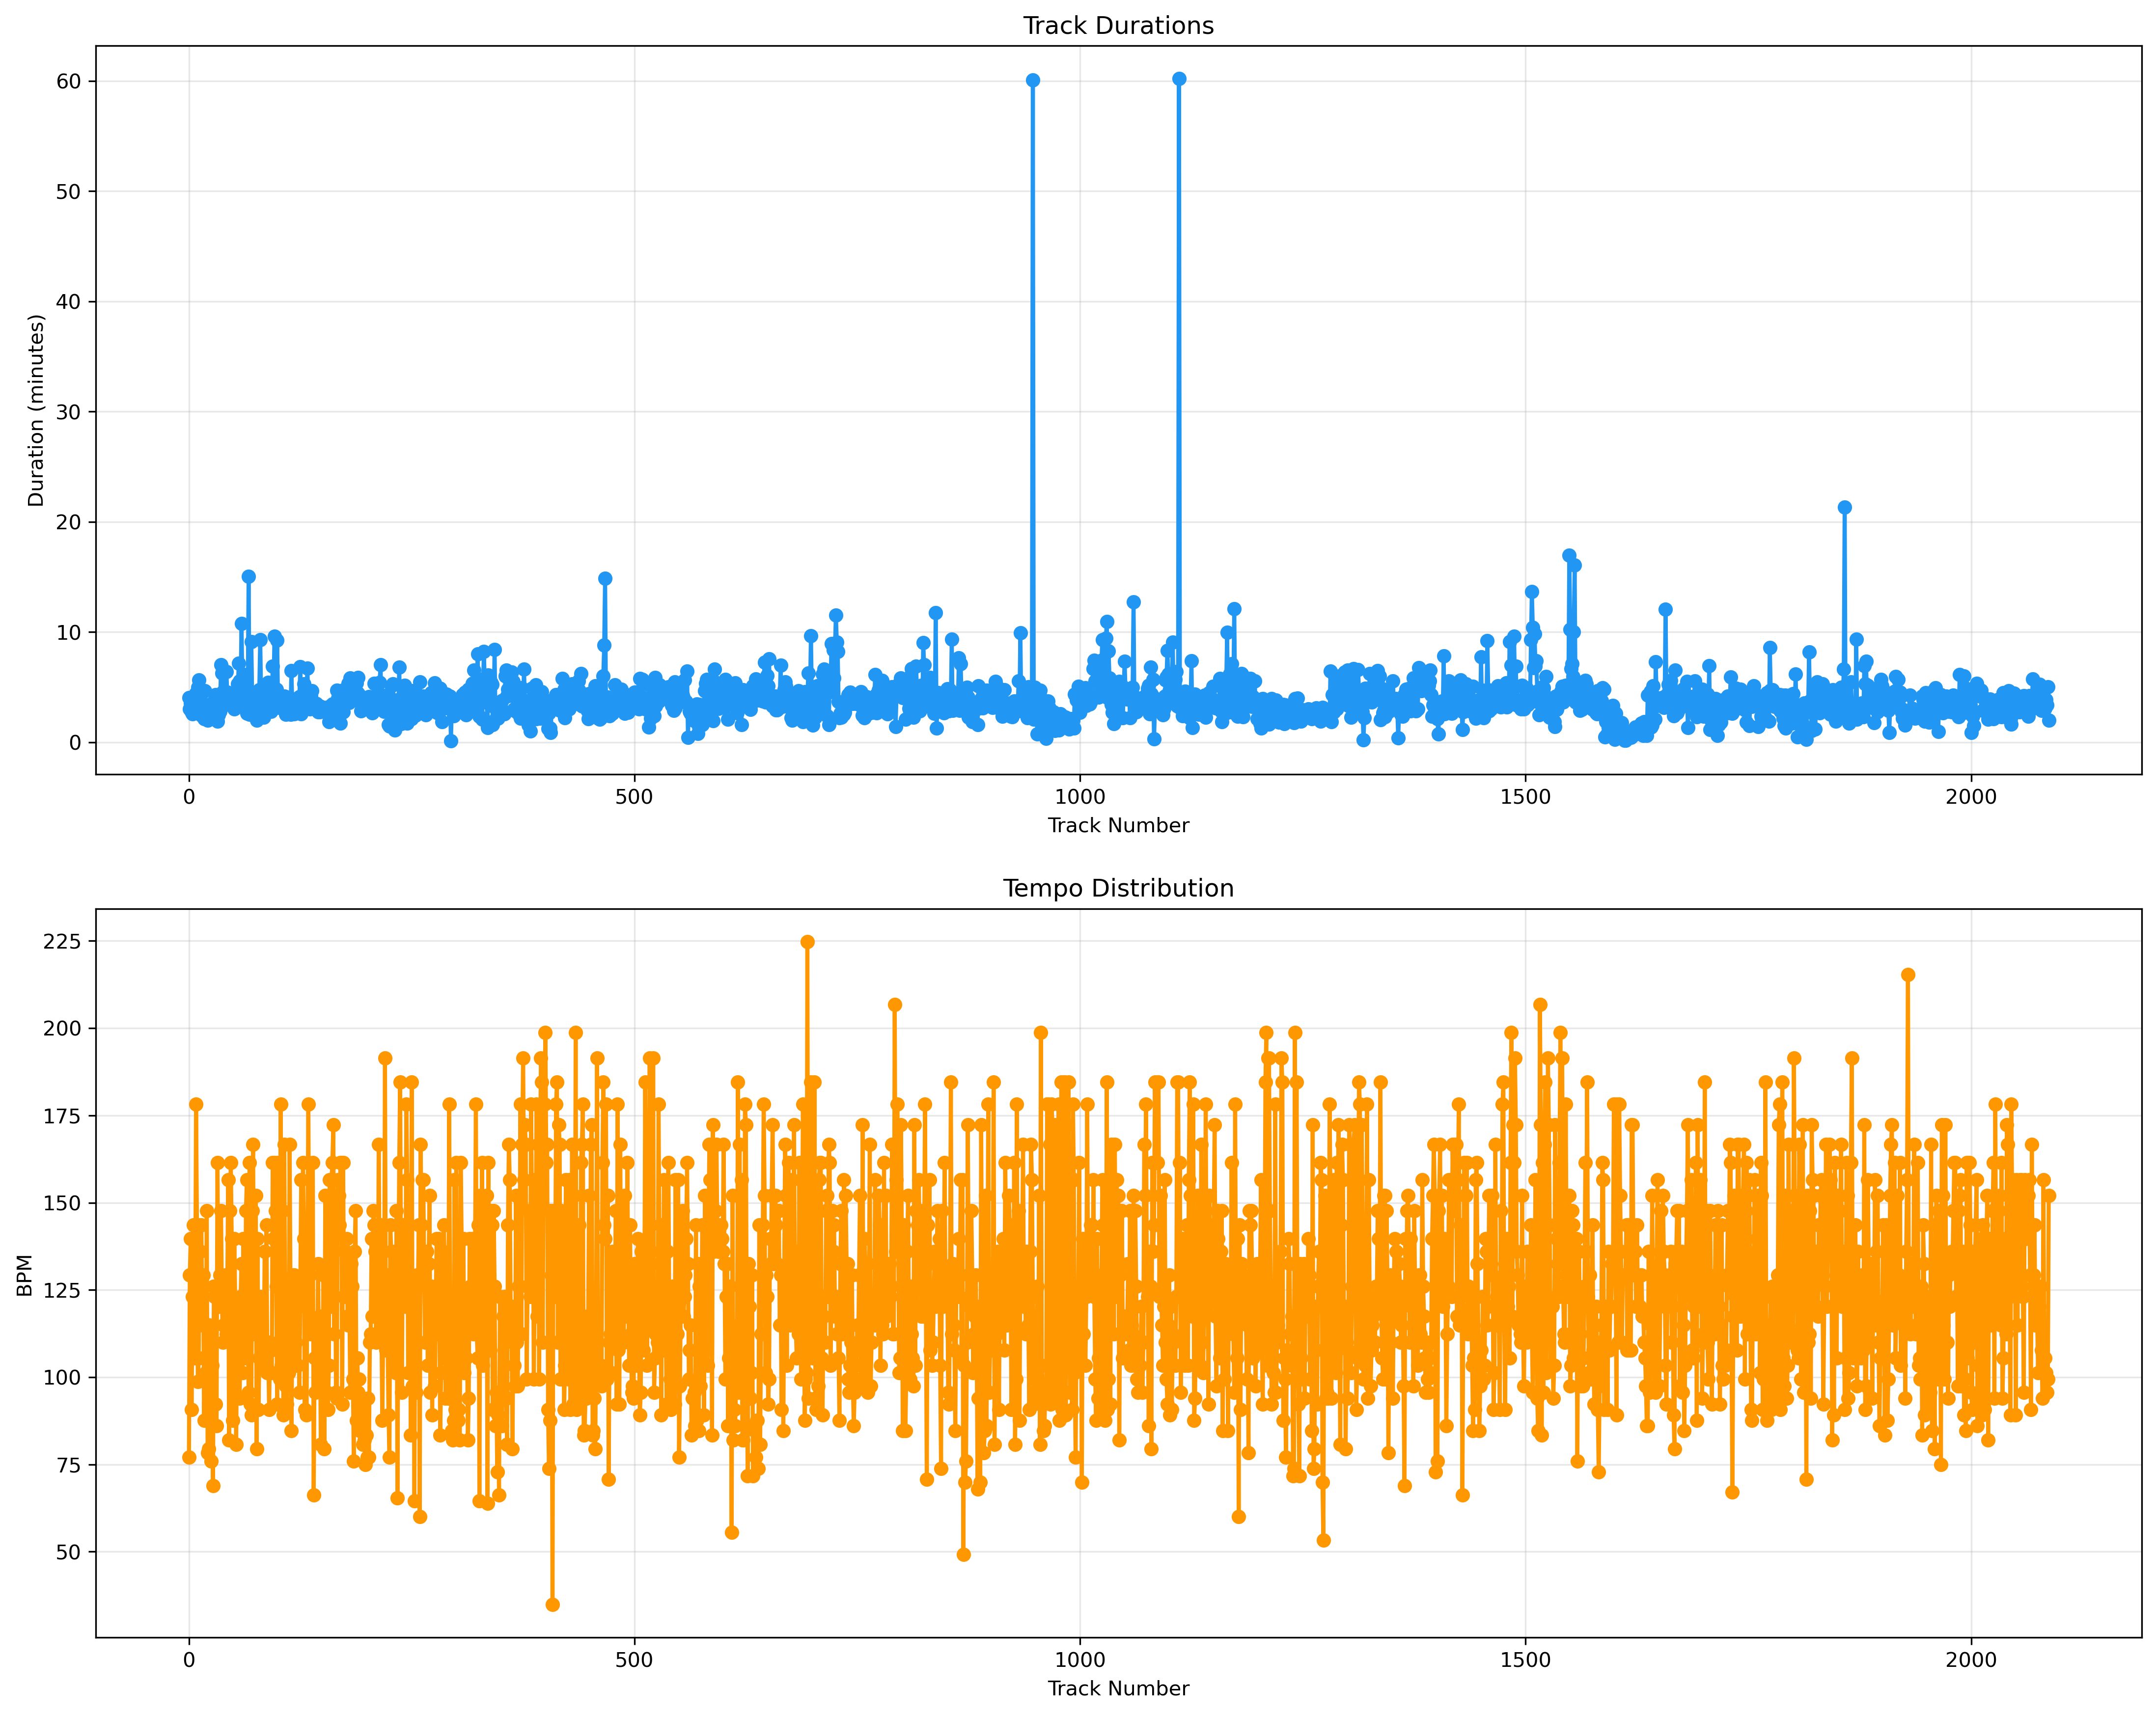 Track Durations
60
50
40
30
20
10
0
Duration (minutes)
0 500 1000 1500 2000
Track Number
Tempo Distribution
225
200
175
150
125
100
75
50
BPM
0 500 1000 1500 2000
Track Number